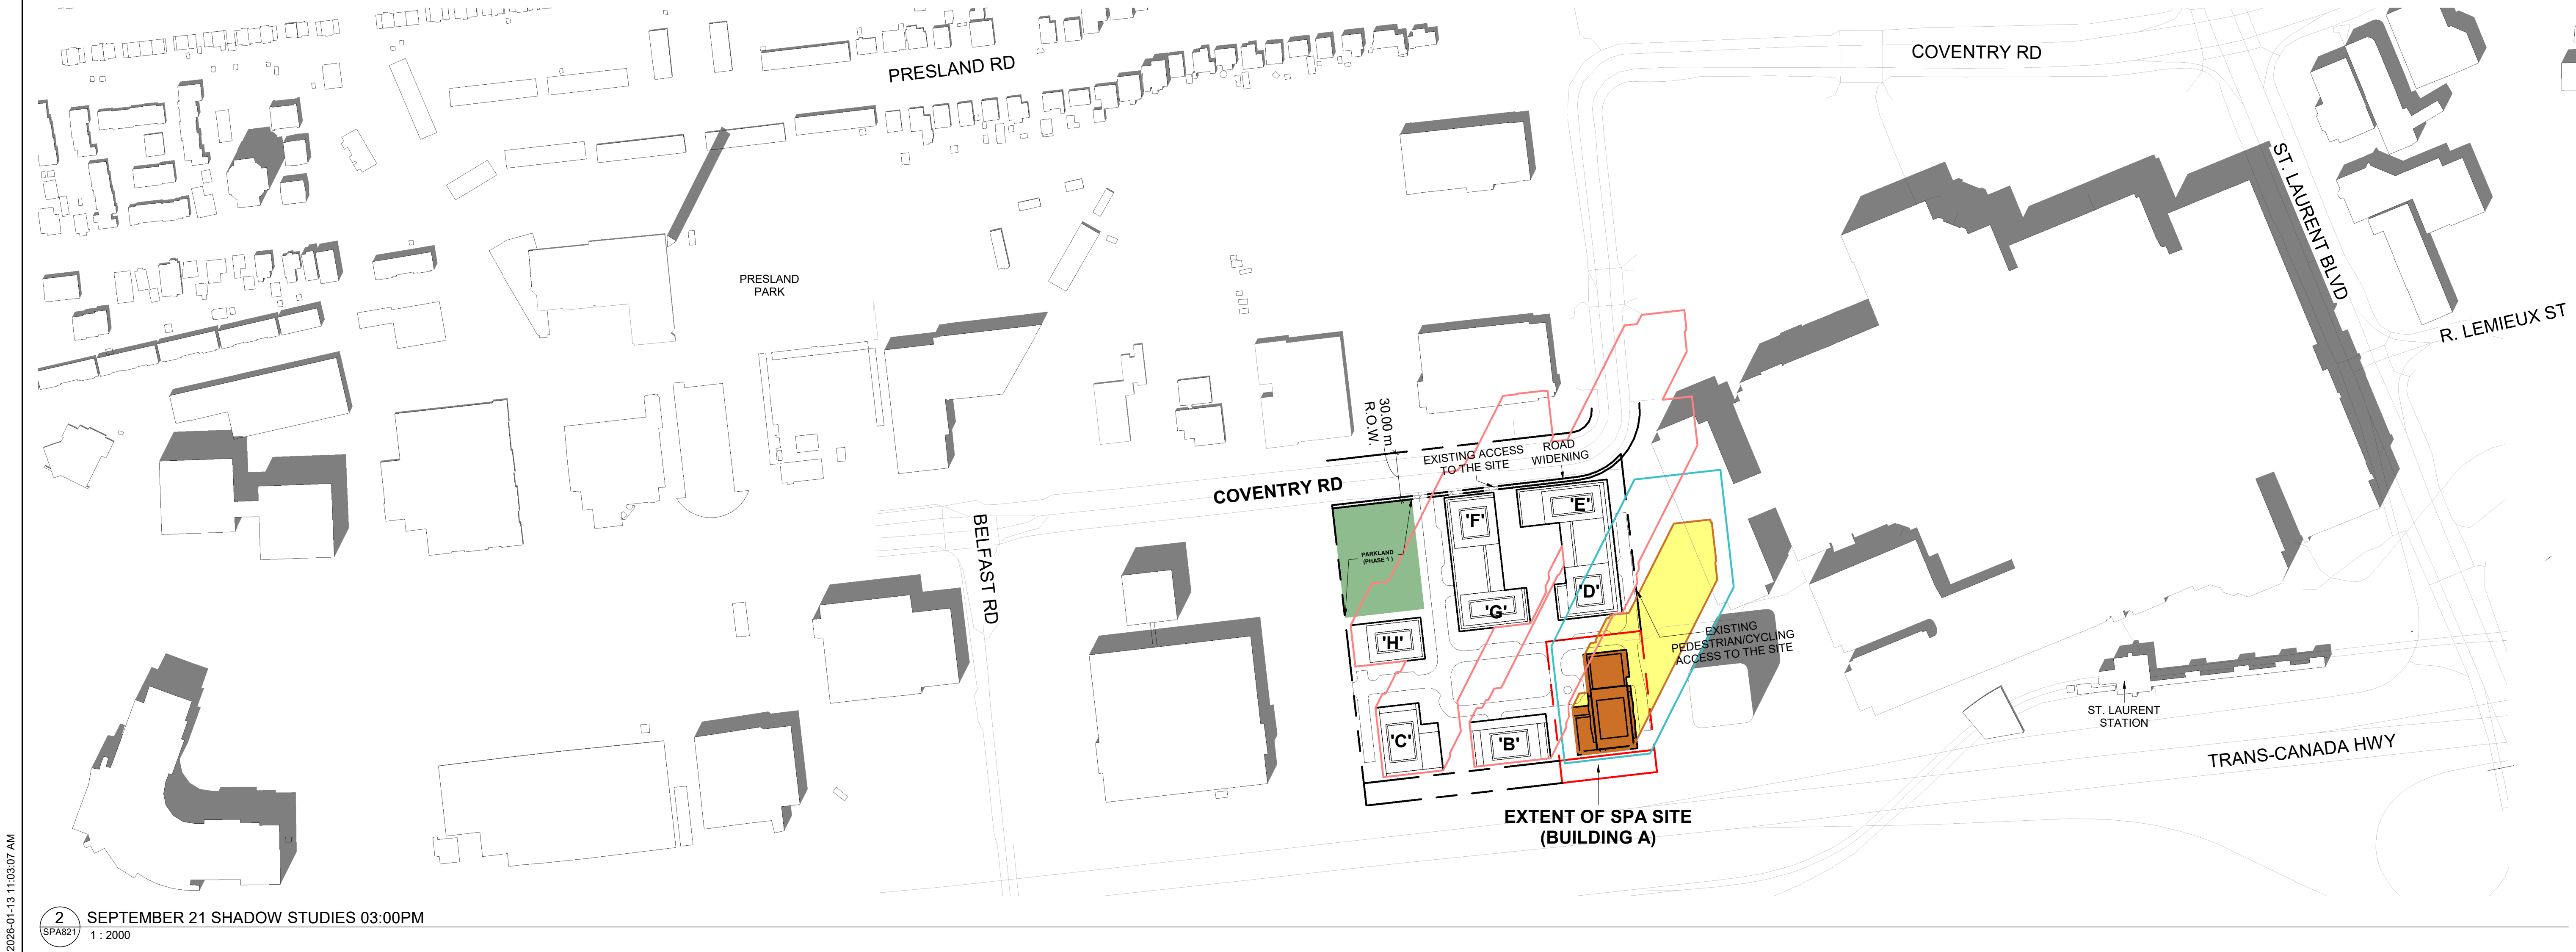 COVENTRY RD
PRESLAND RD
ST. LAURENT BLVD
PRESLAND
PARK
R. LEMIEUX ST
30.000 m
R.O.W.
EXISTING ACCESS
TO THE SITE
ROAD
WIDENING
COVENTRY RD
BELFAST RD
'E'
'F'
PARKLAND
(PHASE 1 )
'D'
'G'
'H'
EXISTING
PEDESTRIAN/CYCLING
ACCESS TO THE SITE
ST. LAURENT
STATION
'C'
'B'
TRANS-CANADA HWY
EXTENT OF SPA SITE
(BUILDING A)
2026-01-13 11:03:07 AM
2
SPA821
SEPTEMBER 21 SHADOW STUDIES 03:00PM
1 : 2000